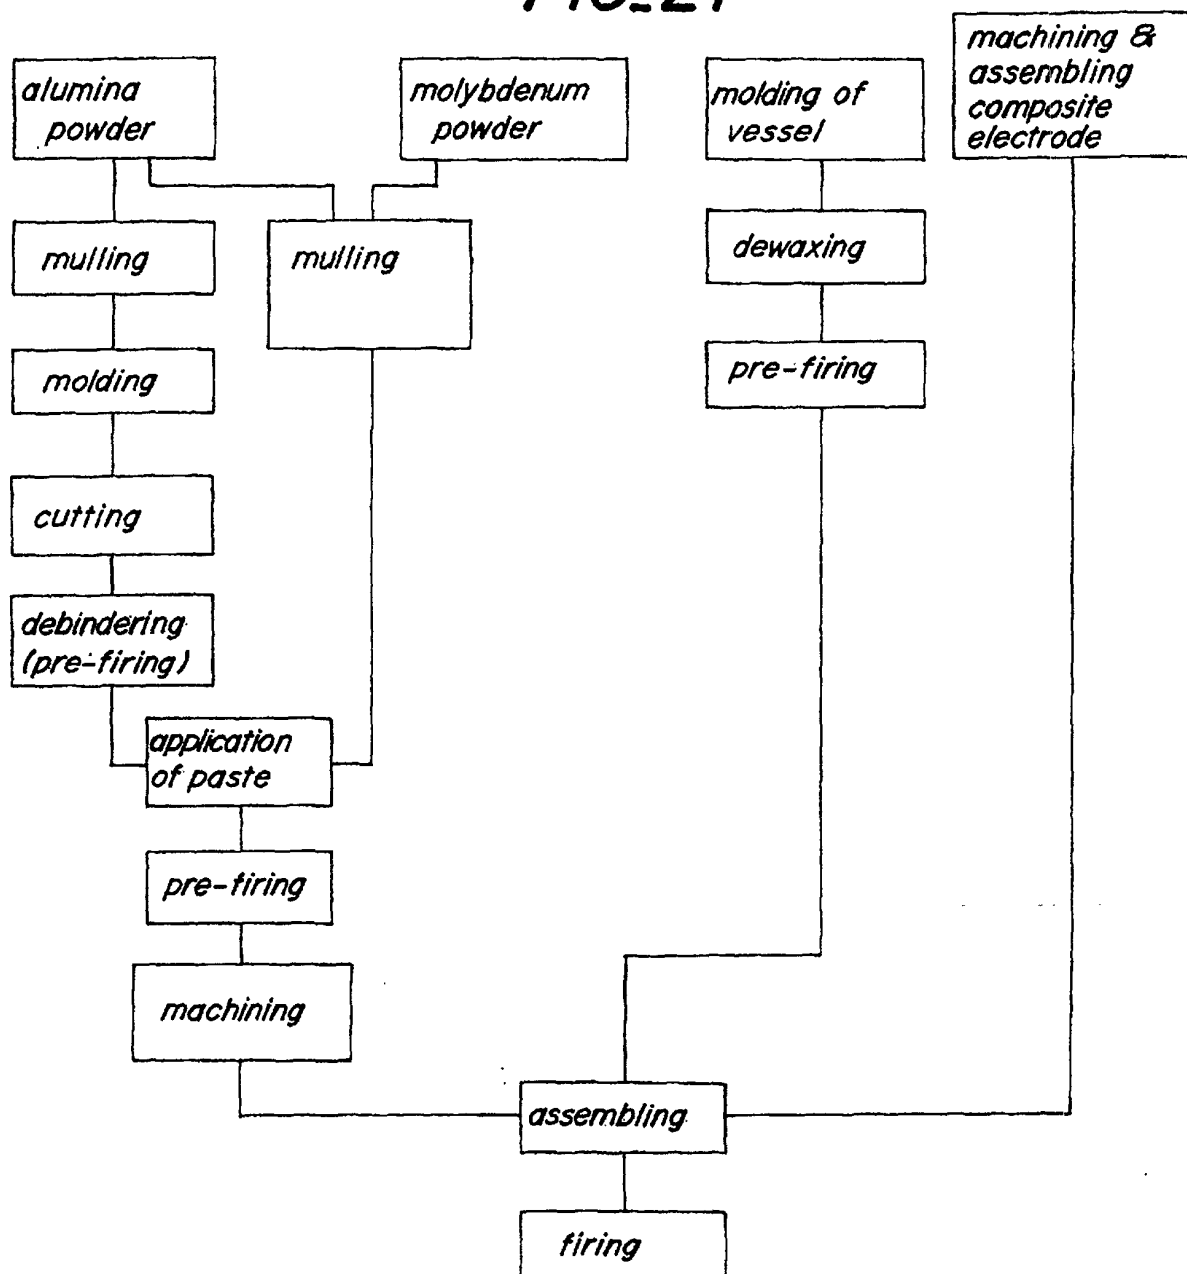 alumina
powder
molybdenum
powder
molding of
vessel
machining &
assembling
composite
electrode
mulling
mulling
dewaxing
molding
pre-firing
cutting
debindering
(pre-firing)
application
of paste
pre-firing
machining
assembling
firing